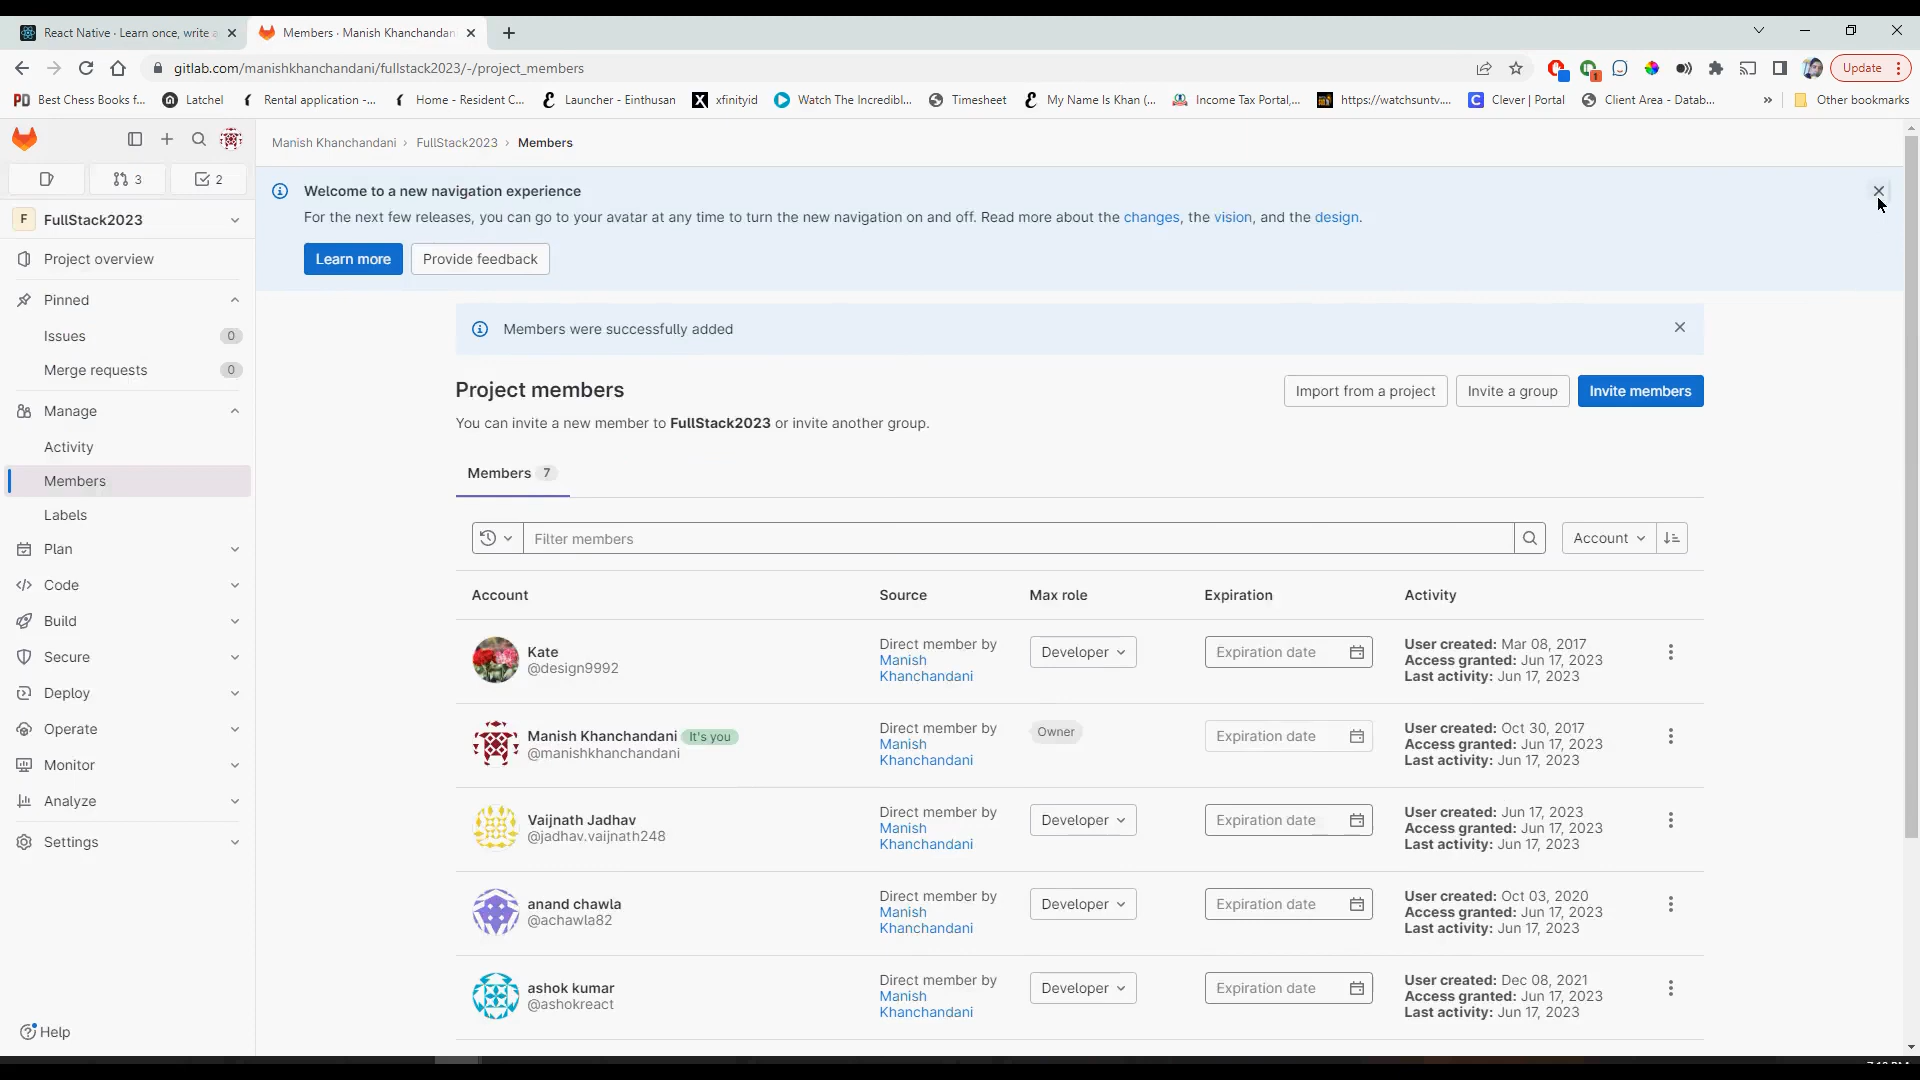 React Native · Learn once, write a
Members · Manish Khanchandan
gitlab.com/manishkhanchandani/fullstack2023/-/project_members
Update
Best Chess Books f...
Latchel
Rental application -...
Home - Resident C...
Launcher - Einthusan
xfinityid
Watch The Incredibl...
Timesheet
My Name Is Khan (...
Income Tax Portal,...
https://watchsuntv....
Clever | Portal
Client Area - Datab...
»
Other bookmarks
3
2
F FullStack2023
Project overview
Pinned
Issues 0
Merge requests 0
Manage
Activity
Members
Labels
Plan
Code
Build
Secure
Deploy
Operate
Monitor
Analyze
Settings
Help
Manish Khanchandani › FullStack2023 › Members
Welcome to a new navigation experience
For the next few releases, you can go to your avatar at any time to turn the new navigation on and off. Read more about the changes, the vision, and the design.
Learn more Provide feedback
Members were successfully added
Project members
Import from a project Invite a group Invite members
You can invite a new member to FullStack2023 or invite another group.
Members 7
Filter members Account
Account Source Max role Expiration Activity
Kate
@design9992
Direct member by
Manish
Khanchandani
Developer
Expiration date
User created: Mar 08, 2017
Access granted: Jun 17, 2023
Last activity: Jun 17, 2023
Manish Khanchandani It's you
@manishkhanchandani
Direct member by
Manish
Khanchandani
Owner
Expiration date
User created: Oct 30, 2017
Access granted: Jun 17, 2023
Last activity: Jun 17, 2023
Vaijnath Jadhav
@jadhav.vaijnath248
Direct member by
Manish
Khanchandani
Developer
Expiration date
User created: Jun 17, 2023
Access granted: Jun 17, 2023
Last activity: Jun 17, 2023
anand chawla
@achawla82
Direct member by
Manish
Khanchandani
Developer
Expiration date
User created: Oct 03, 2020
Access granted: Jun 17, 2023
Last activity: Jun 17, 2023
ashok kumar
@ashokreact
Direct member by
Manish
Khanchandani
Developer
Expiration date
User created: Dec 08, 2021
Access granted: Jun 17, 2023
Last activity: Jun 17, 2023